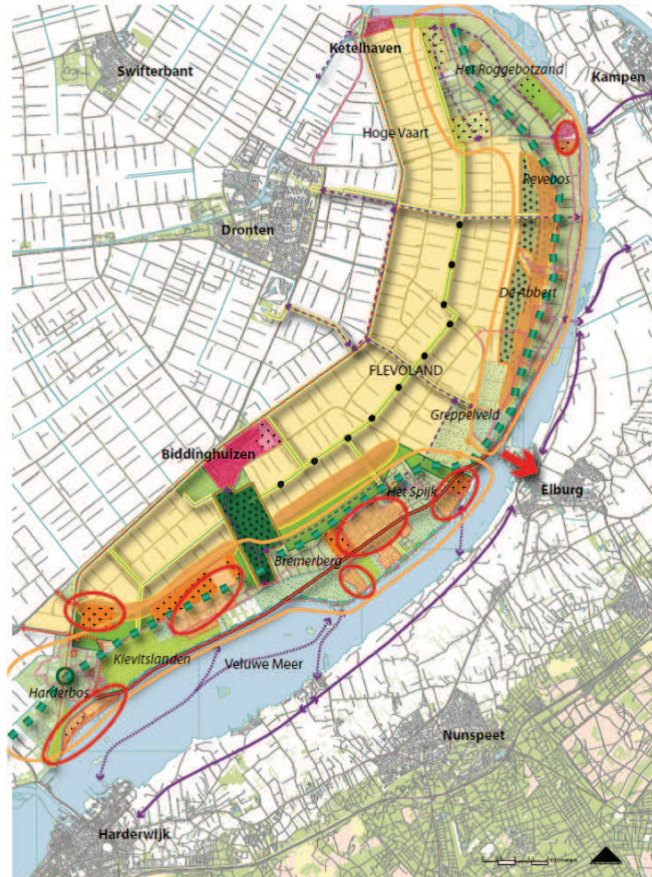 Ketelhaven
Swifterbant
Het Roggebotzand
Kampen
Hoge Vaart
Revebos
Dronten
De Abbert
FLEVOLAND
Greppelveld
Biddinghuizen
Het Spijk
Elburg
Bremerberg
Kievitslanden
Veluwe Meer
Harderbos
Nunspeet
Harderwijk